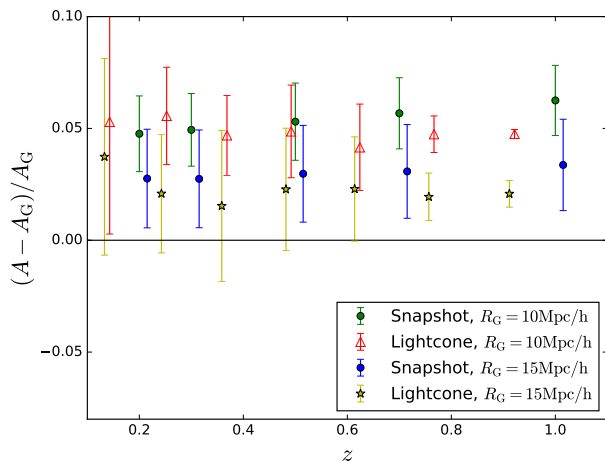 0.10
0.05
0.00
−0.05
(A − A_G)/A_G
Snapshot, R_G = 10Mpc/h
Lightcone, R_G = 10Mpc/h
Snapshot, R_G = 15Mpc/h
Lightcone, R_G = 15Mpc/h
0.2 0.4 0.6 0.8 1.0
z